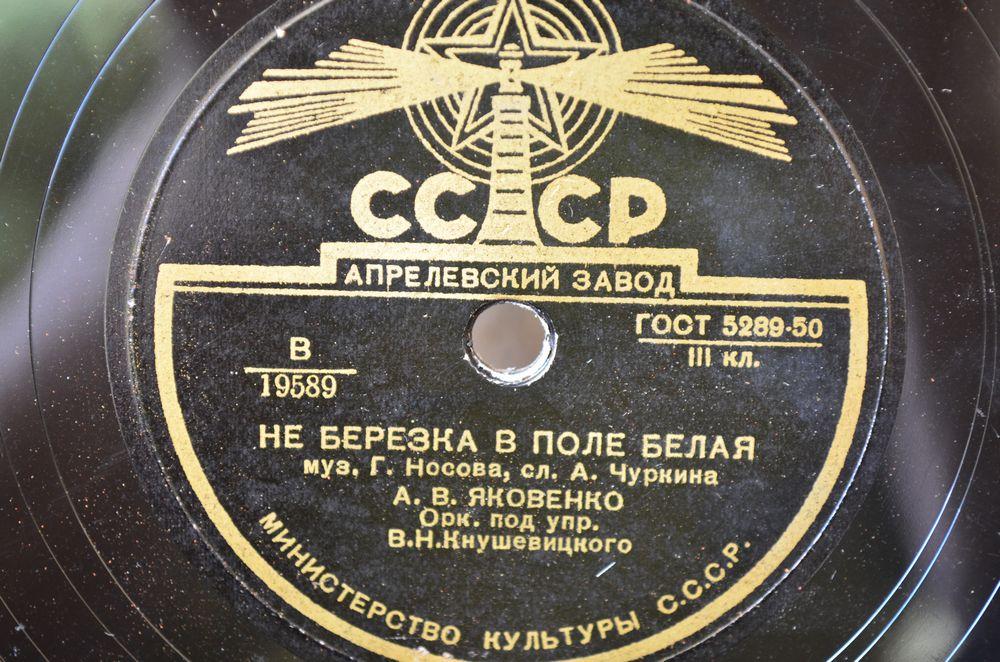 СССР
АПРЕЛЕВСКИЙ ЗАВОД
ГОСТ 5289-50
III кл.
В
19589
НЕ БЕРЕЗКА В ПОЛЕ БЕЛАЯ
муз. Г. Носова, сл. А. Чуркина
А. В. ЯКОВЕНКО
Орк. под упр.
В.Н.Кнушевицкого
МИНИСТЕРСТВО КУЛЬТУРЫ С.С.С.Р.